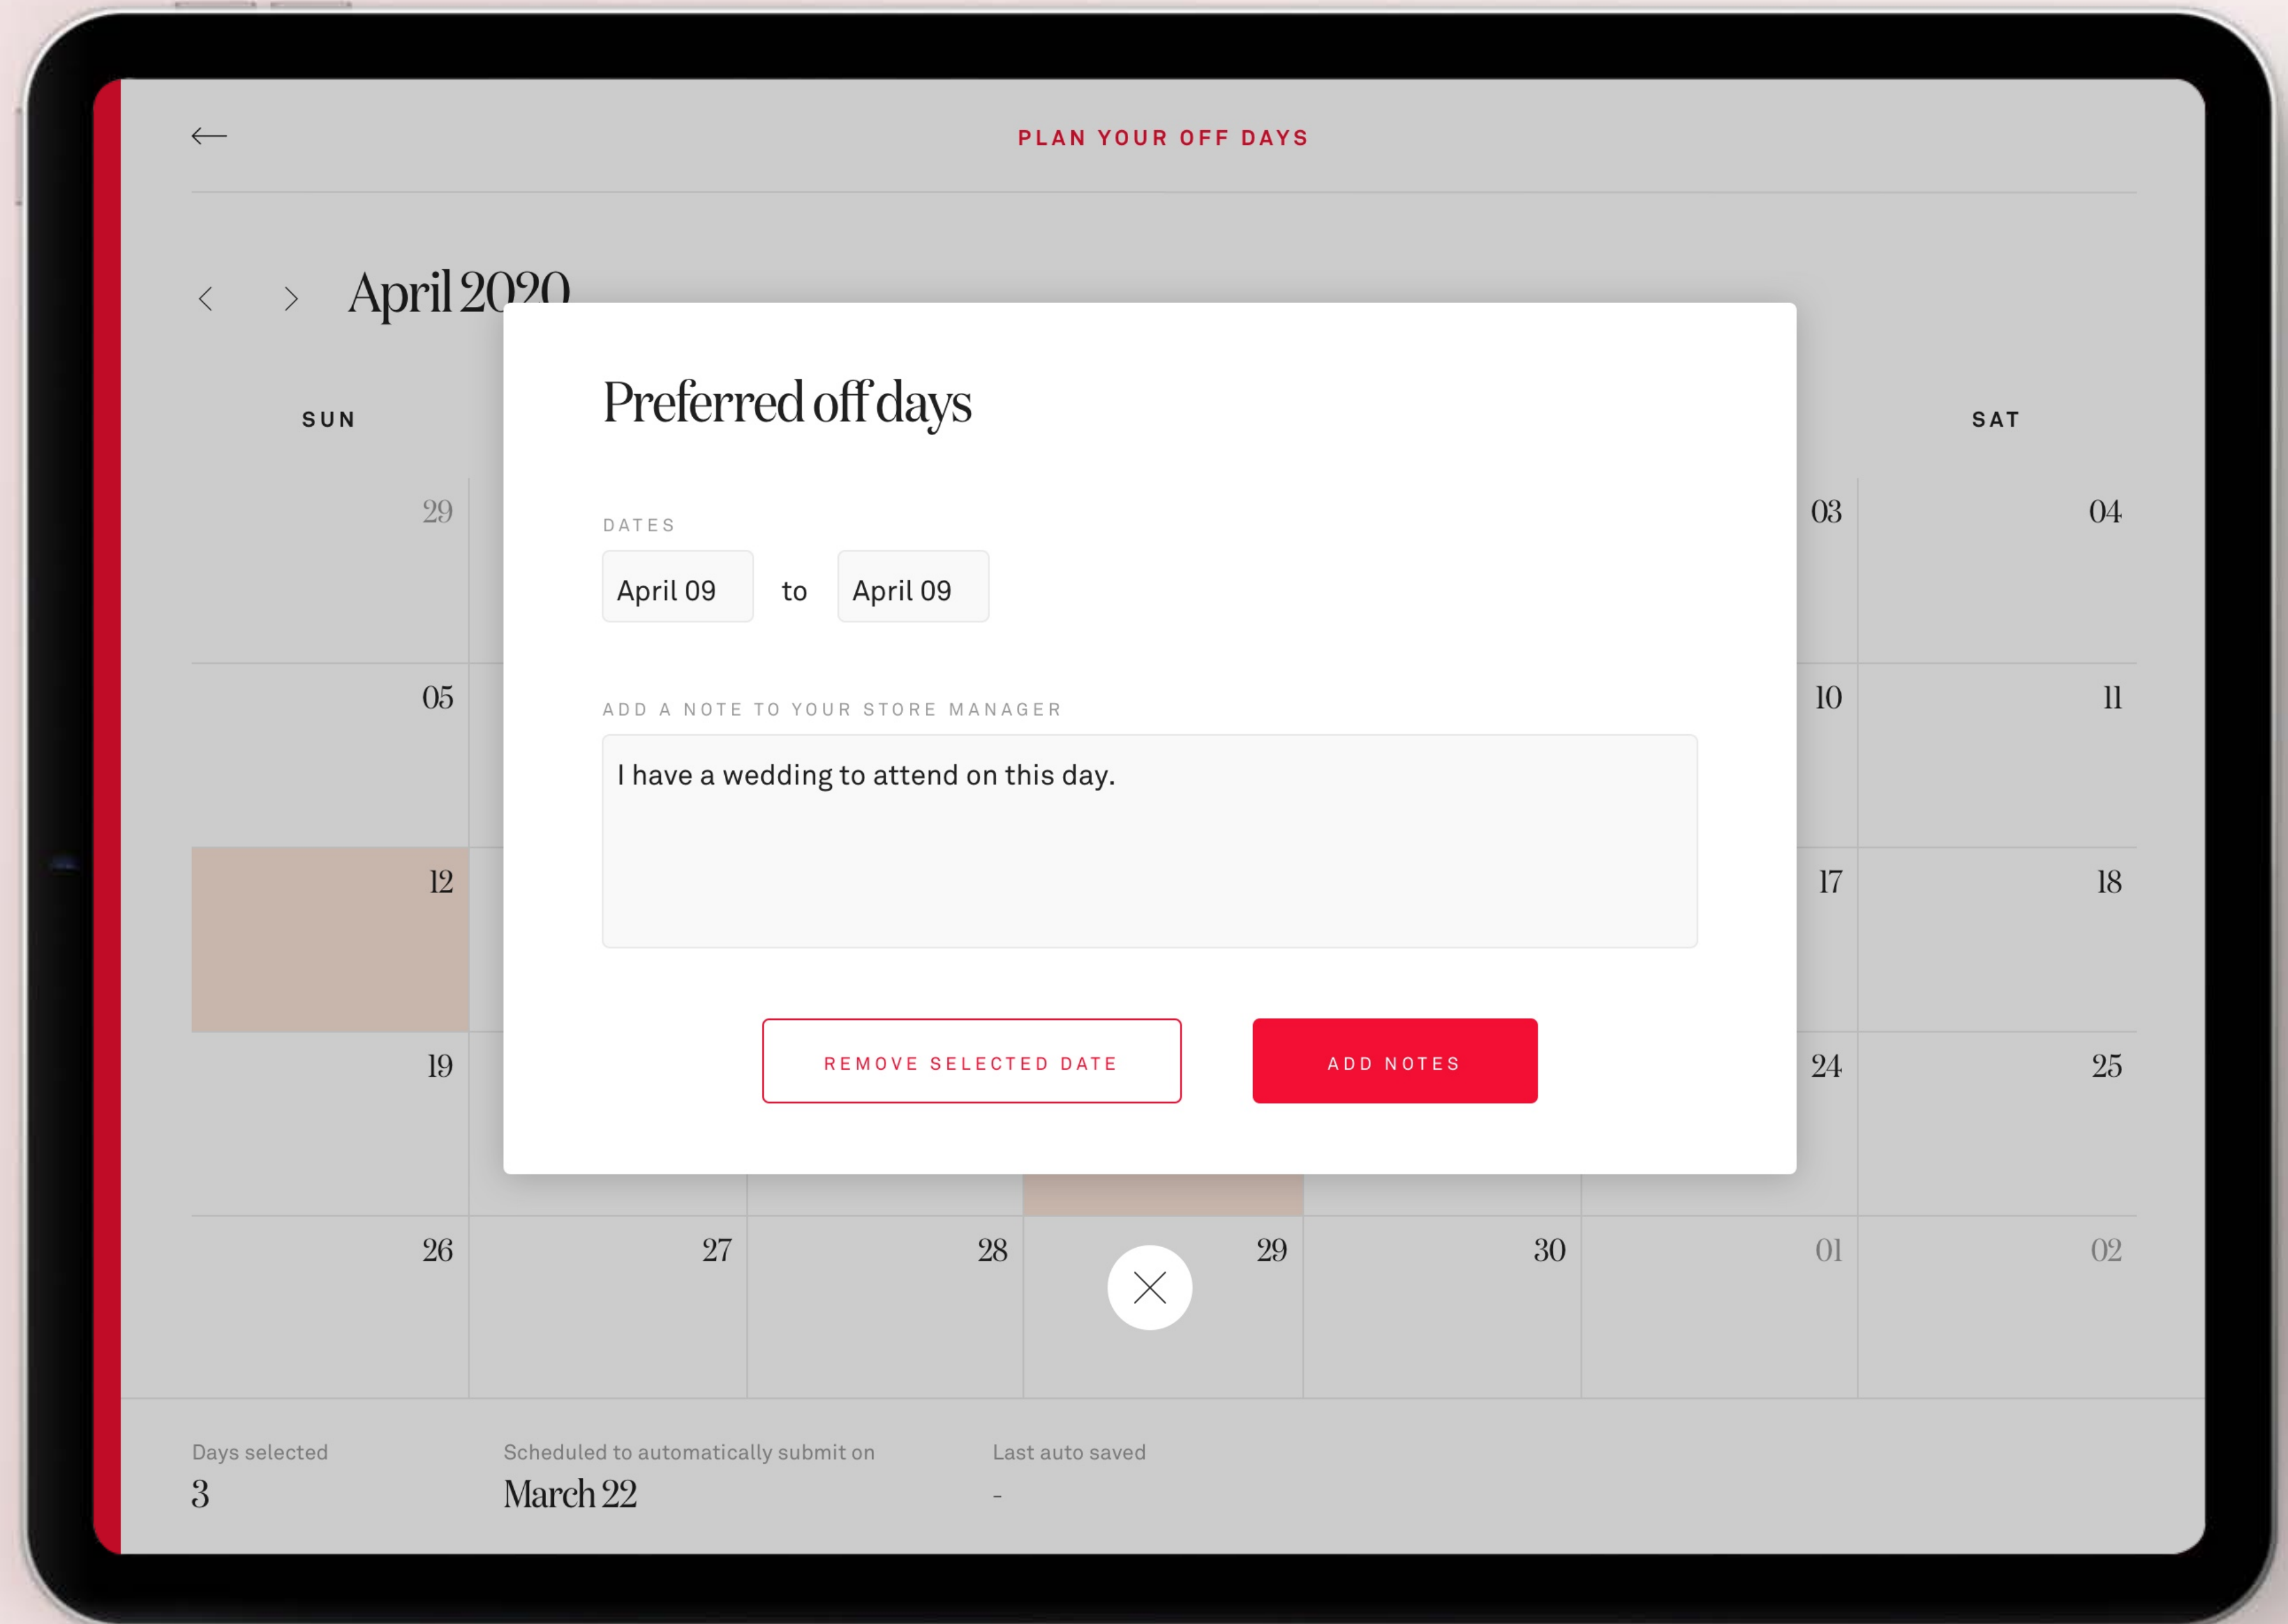 PLAN YOUR OFF DAYS
April 2020
SUN
SAT
Preferred off days
DATES
April 09 to April 09
ADD A NOTE TO YOUR STORE MANAGER
I have a wedding to attend on this day.
REMOVE SELECTED DATE
ADD NOTES
29 03 04
05 10 11
12 17 18
19 24 25
26 27 28 29 30 01 02
Days selected
3
Scheduled to automatically submit on
March 22
Last auto saved
-